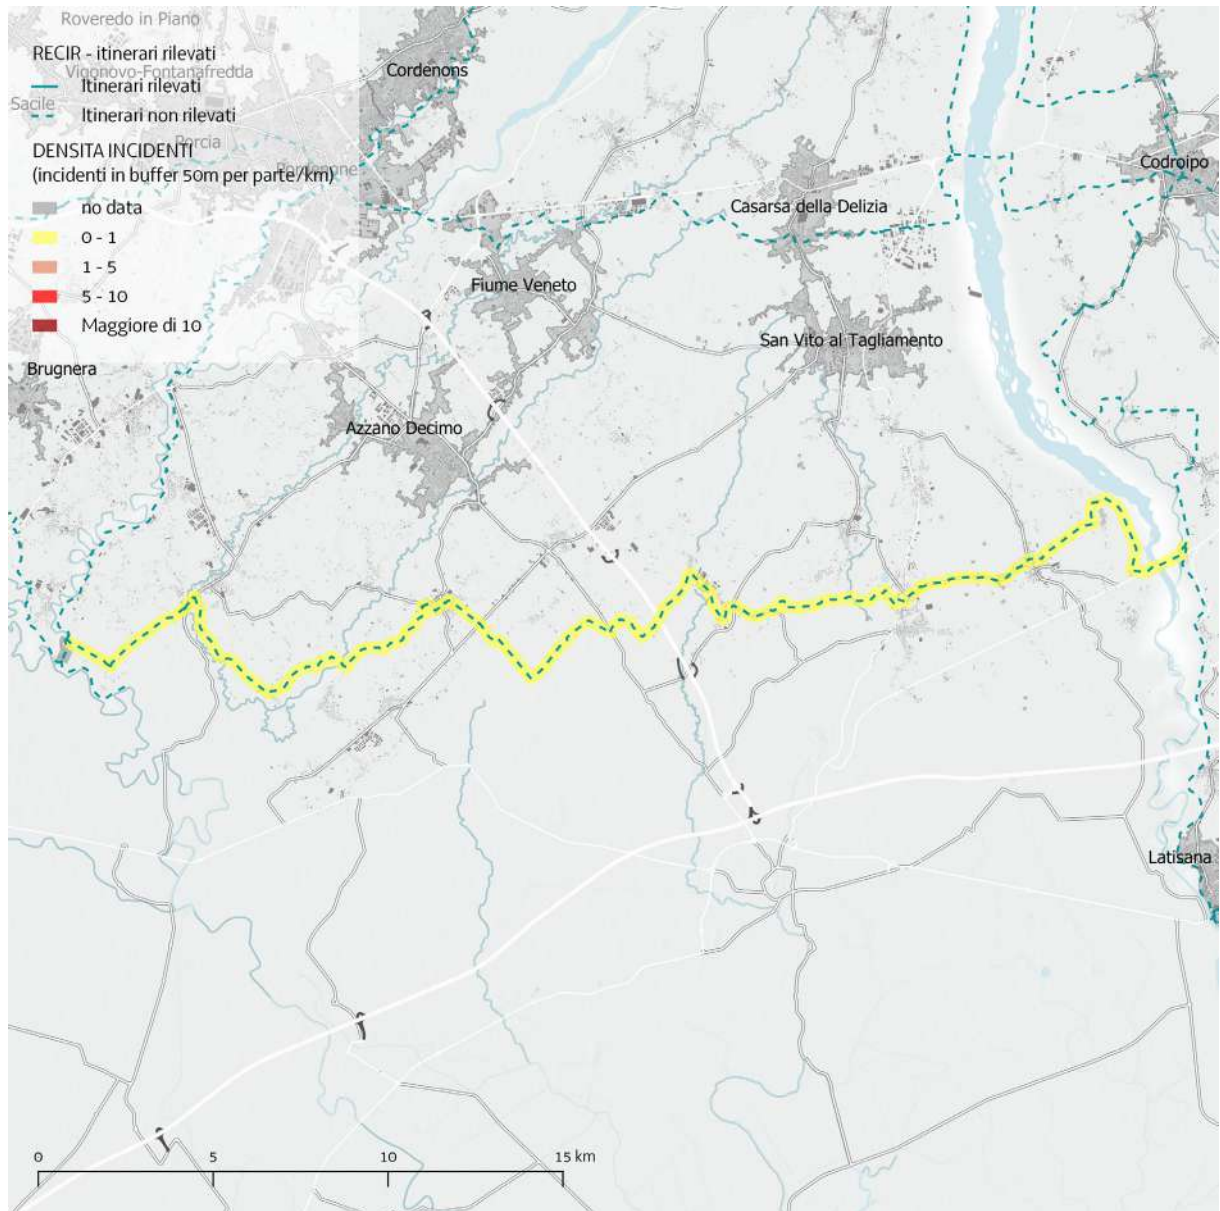 Roveredo in Piano
RECIR - itinerari rilevati
Vigonovo-Fontanafredda
Itinerari rilevati
Sacile
Itinerari non rilevati
Porcia
DENSITA INCIDENTI
Pordenone
(incidenti in buffer 50m per parte/km)
no data
0 - 1
1 - 5
5 - 10
Maggiore di 10
Cordenons
Codroipo
Casarsa della Delizia
Fiume Veneto
San Vito al Tagliamento
Brugnera
Azzano Decimo
Latisana
0 5 10 15 km